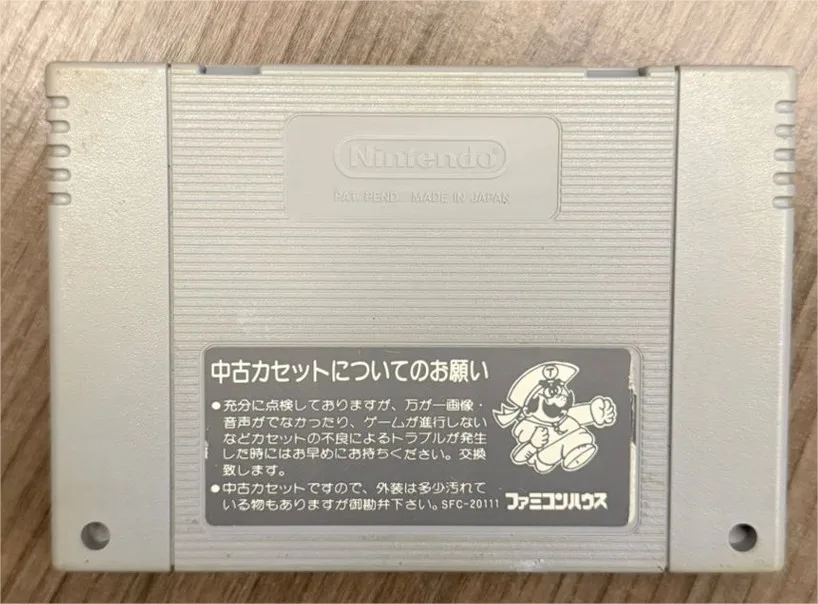 Nintendo®
PAT. PEND. MADE IN JAPAN
中古カセットについてのお願い
●充分に点検してありますが、万が一画像・
音声がでなかったり、ゲームが進行しない
などカセットの不良によるトラブルが発生
した時にはお早めにお持ちください。交換
致します。
●中古カセットですので、外装は多少汚れて
いる物もありますが御勘弁下さい。SFC-20111
ファミコンハウス
T